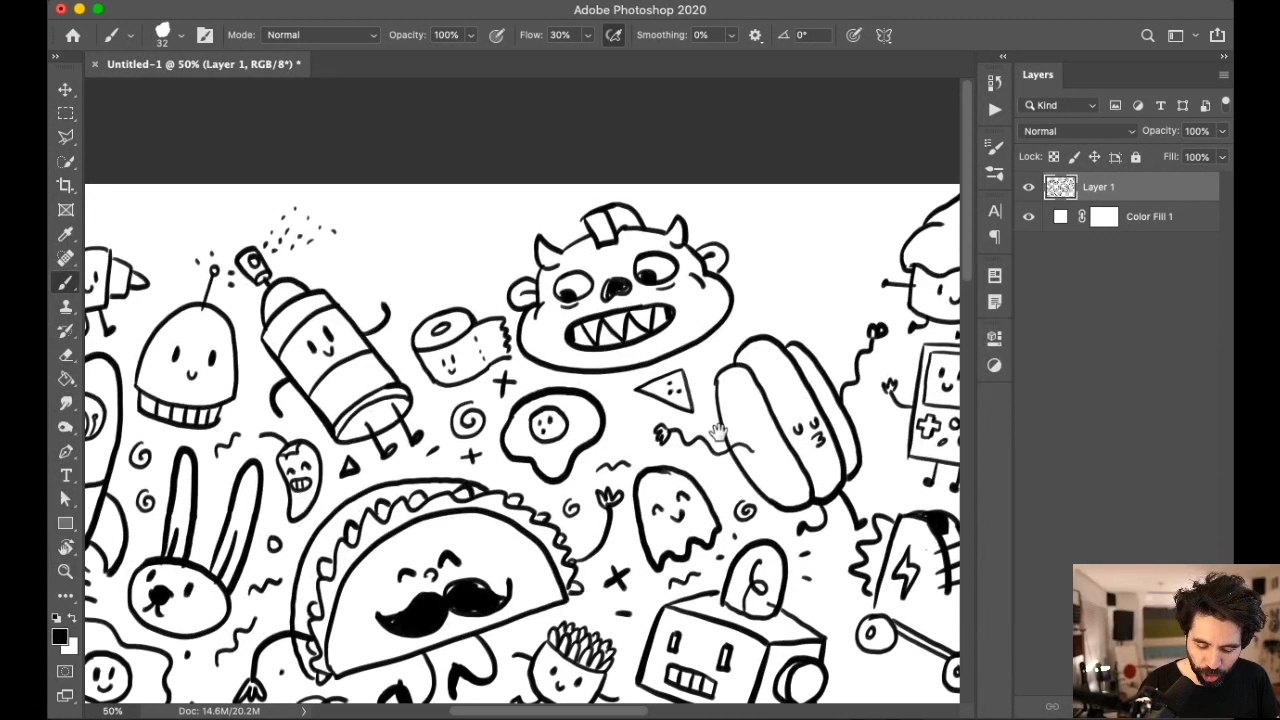 Adobe Photoshop 2020
32
Mode: Normal
Opacity: 100%
Flow: 30%
Smoothing: 0%
0°
Untitled-1 @ 50% (Layer 1, RGB/8*) *
Layers
Kind
Normal
Opacity: 100%
Lock:
Fill: 100%
Layer 1
Color Fill 1
50%
Doc: 14.6M/20.2M